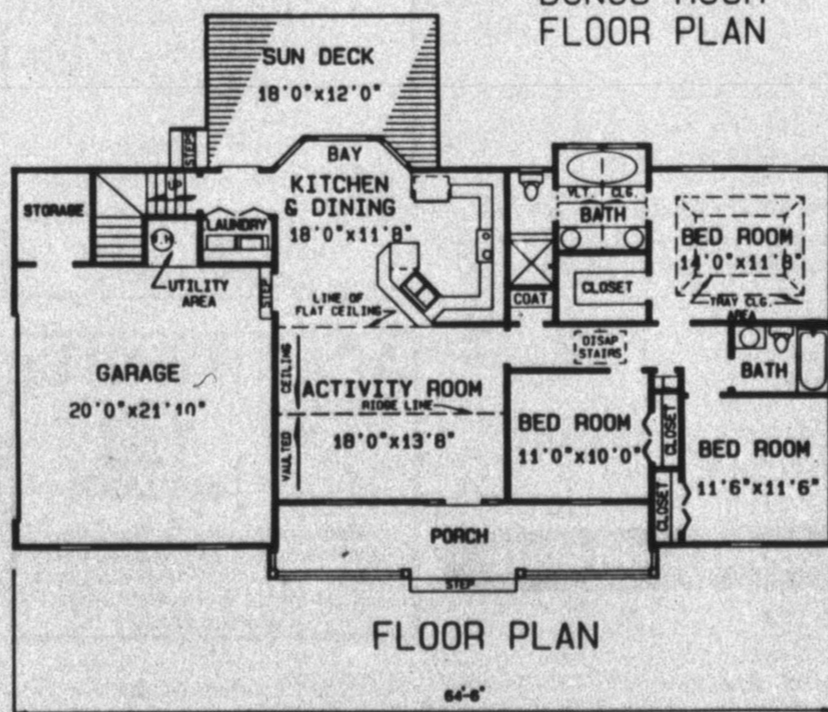 FLOOR PLAN
SUN DECK
18'0"x12'0"
STEPS
BAY
KITCHEN
& DINING
18'0"x11'8"
UP
STORAGE
LAUNDRY
W.H.
UTILITY
AREA
STEP
LINE OF
FLAT CEILING
VLT. CLG.
BATH
CLOSET
COAT
BED ROOM
14'0"x11'8"
TRAY CLG.
AREA
DISAP
STAIRS
BATH
GARAGE
20'0"x21'10"
CEILING
VAULTED
ACTIVITY ROOM
RIDGE LINE
18'0"x13'8"
BED ROOM
11'0"x10'0"
CLOSET
CLOSET
BED ROOM
11'6"x11'6"
PORCH
STEP
FLOOR PLAN
64'-6"